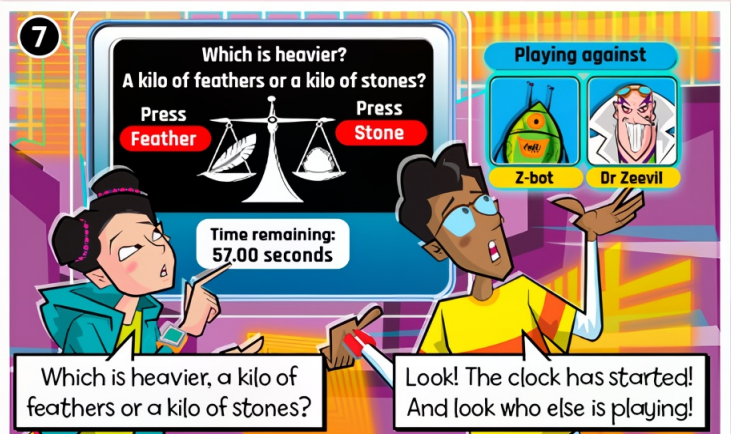 7
Which is heavier?
A kilo of feathers or a kilo of stones?
Press
Feather
Press
Stone
Time remaining:
57.00 seconds
Playing against
Z-bot
Dr Zeevil
Which is heavier, a kilo of
feathers or a kilo of stones?
Look! The clock has started!
And look who else is playing!